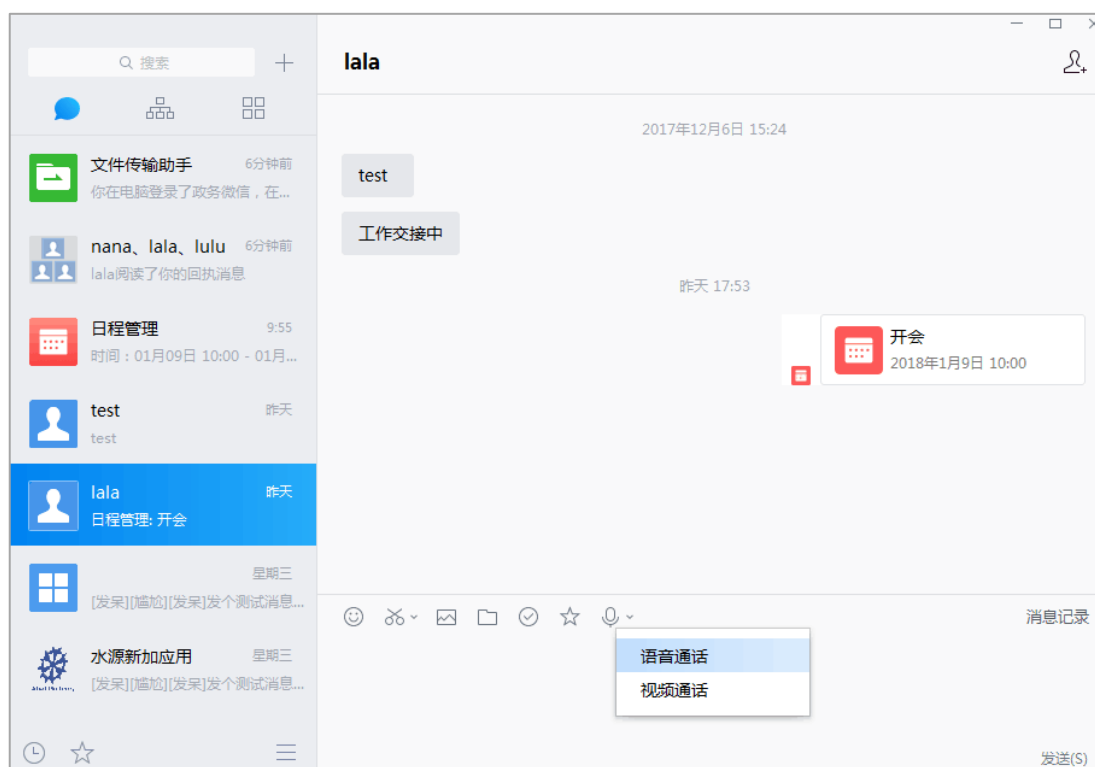 搜索
文件传输助手 6分钟前
你在电脑登录了政务微信，在...
nana、lala、lulu 6分钟前
lala阅读了你的回执消息
日程管理 9:55
时间：01月09日 10:00 - 01月...
test 昨天
test
lala 昨天
日程管理: 开会
星期三
[发呆][尴尬][发呆]发个测试消息...
水源新加应用 星期三
[发呆][尴尬][发呆]发个测试消息...
lala
2017年12月6日 15:24
test
工作交接中
昨天 17:53
开会
2018年1月9日 10:00
消息记录
语音通话
视频通话
发送(S)